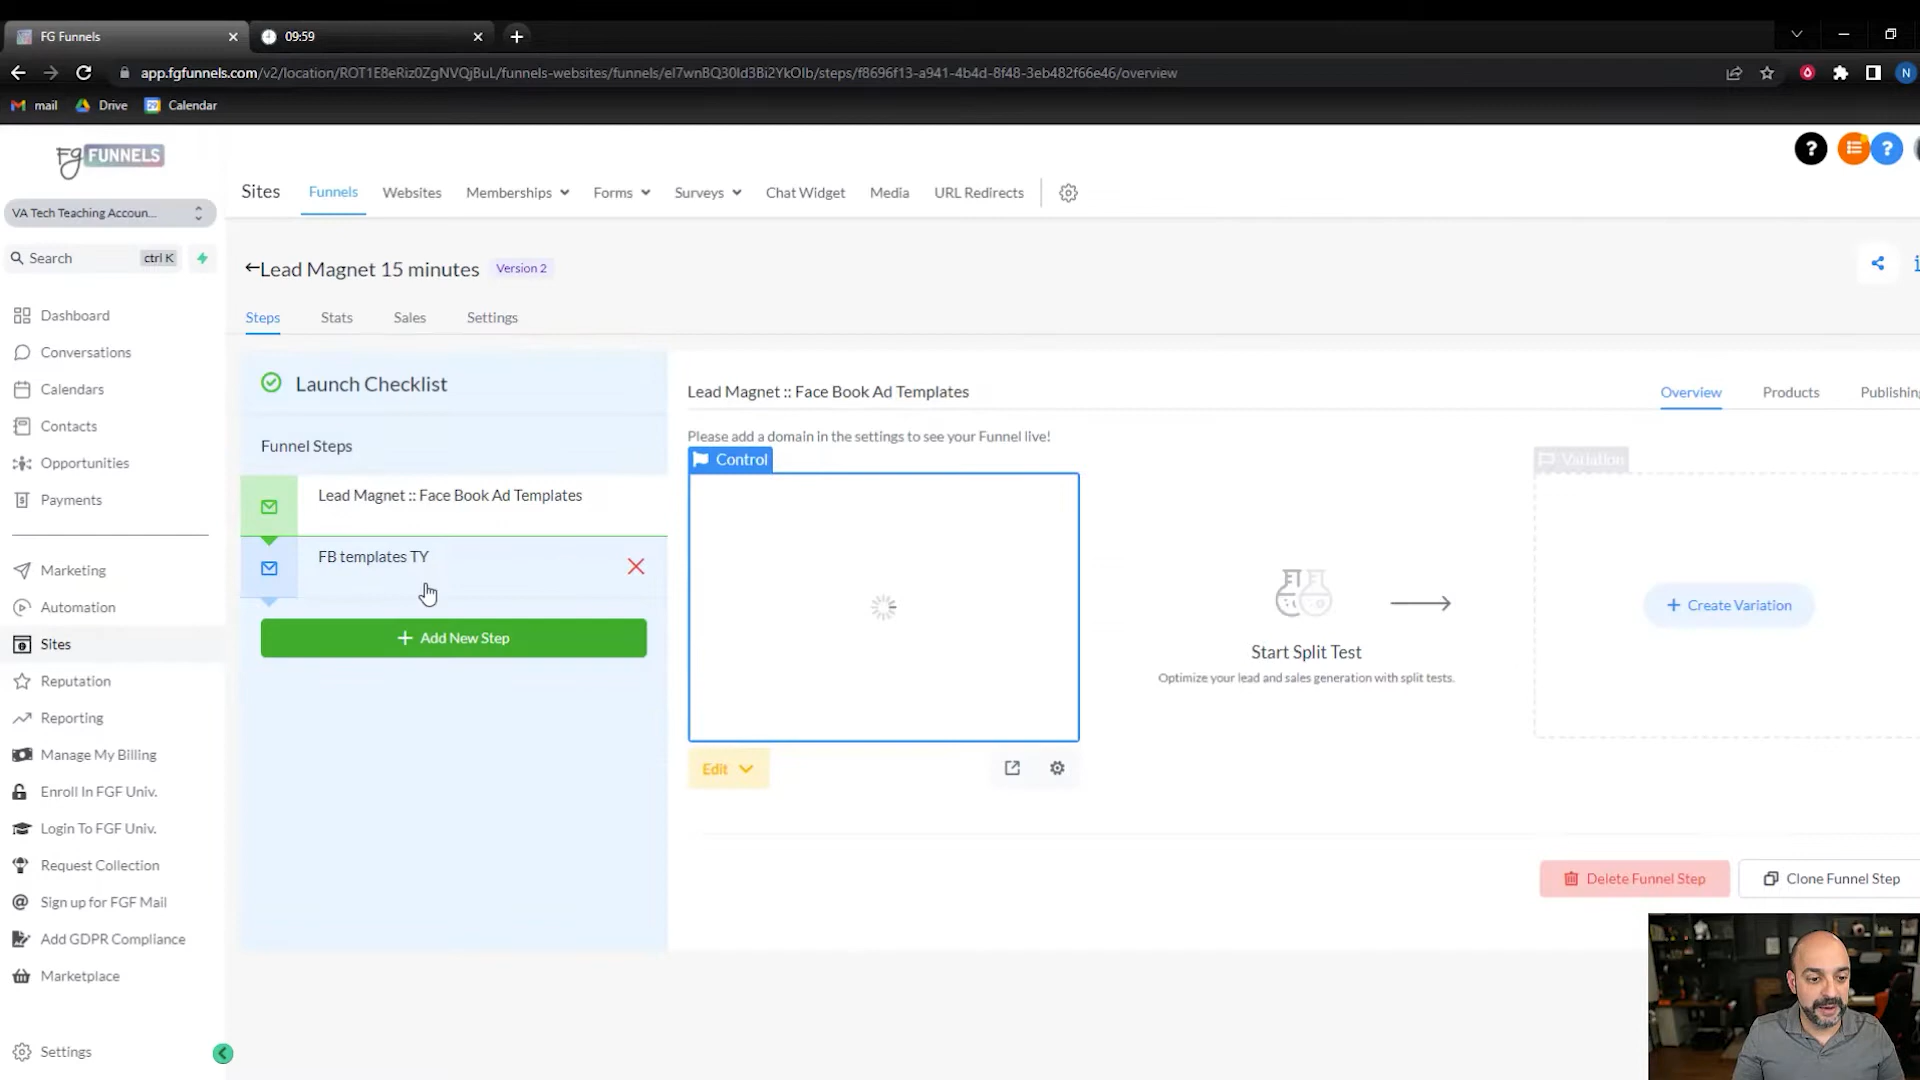 FG Funnels
09:59
app.fgfunnels.com/v2/location/ROT1E8eRiz0ZgNVQjBuL/funnels-websites/funnels/el7wnBQ30Id3Bi2YkOIb/steps/f8696f13-a941-4b4d-8f48-3eb482f66e46/overview
N
mail
Drive
Calendar
Fg FUNNELS
VA Tech Teaching Accoun...
Search
ctrl K
Dashboard
Conversations
Calendars
Contacts
Opportunities
Payments
Marketing
Automation
Sites
Reputation
Reporting
Manage My Billing
Enroll In FGF Univ.
Login To FGF Univ.
Request Collection
Sign up for FGF Mail
Add GDPR Compliance
Marketplace
Settings
Sites
Funnels
Websites
Memberships
Forms
Surveys
Chat Widget
Media
URL Redirects
Lead Magnet 15 minutes
Version 2
Steps
Stats
Sales
Settings
Launch Checklist
Funnel Steps
Lead Magnet :: Face Book Ad Templates
FB templates TY
+ Add New Step
Lead Magnet :: Face Book Ad Templates
Overview
Products
Publishing
Please add a domain in the settings to see your Funnel live!
Control
Variation
Start Split Test
Optimize your lead and sales generation with split tests.
+ Create Variation
Edit
Delete Funnel Step
Clone Funnel Step